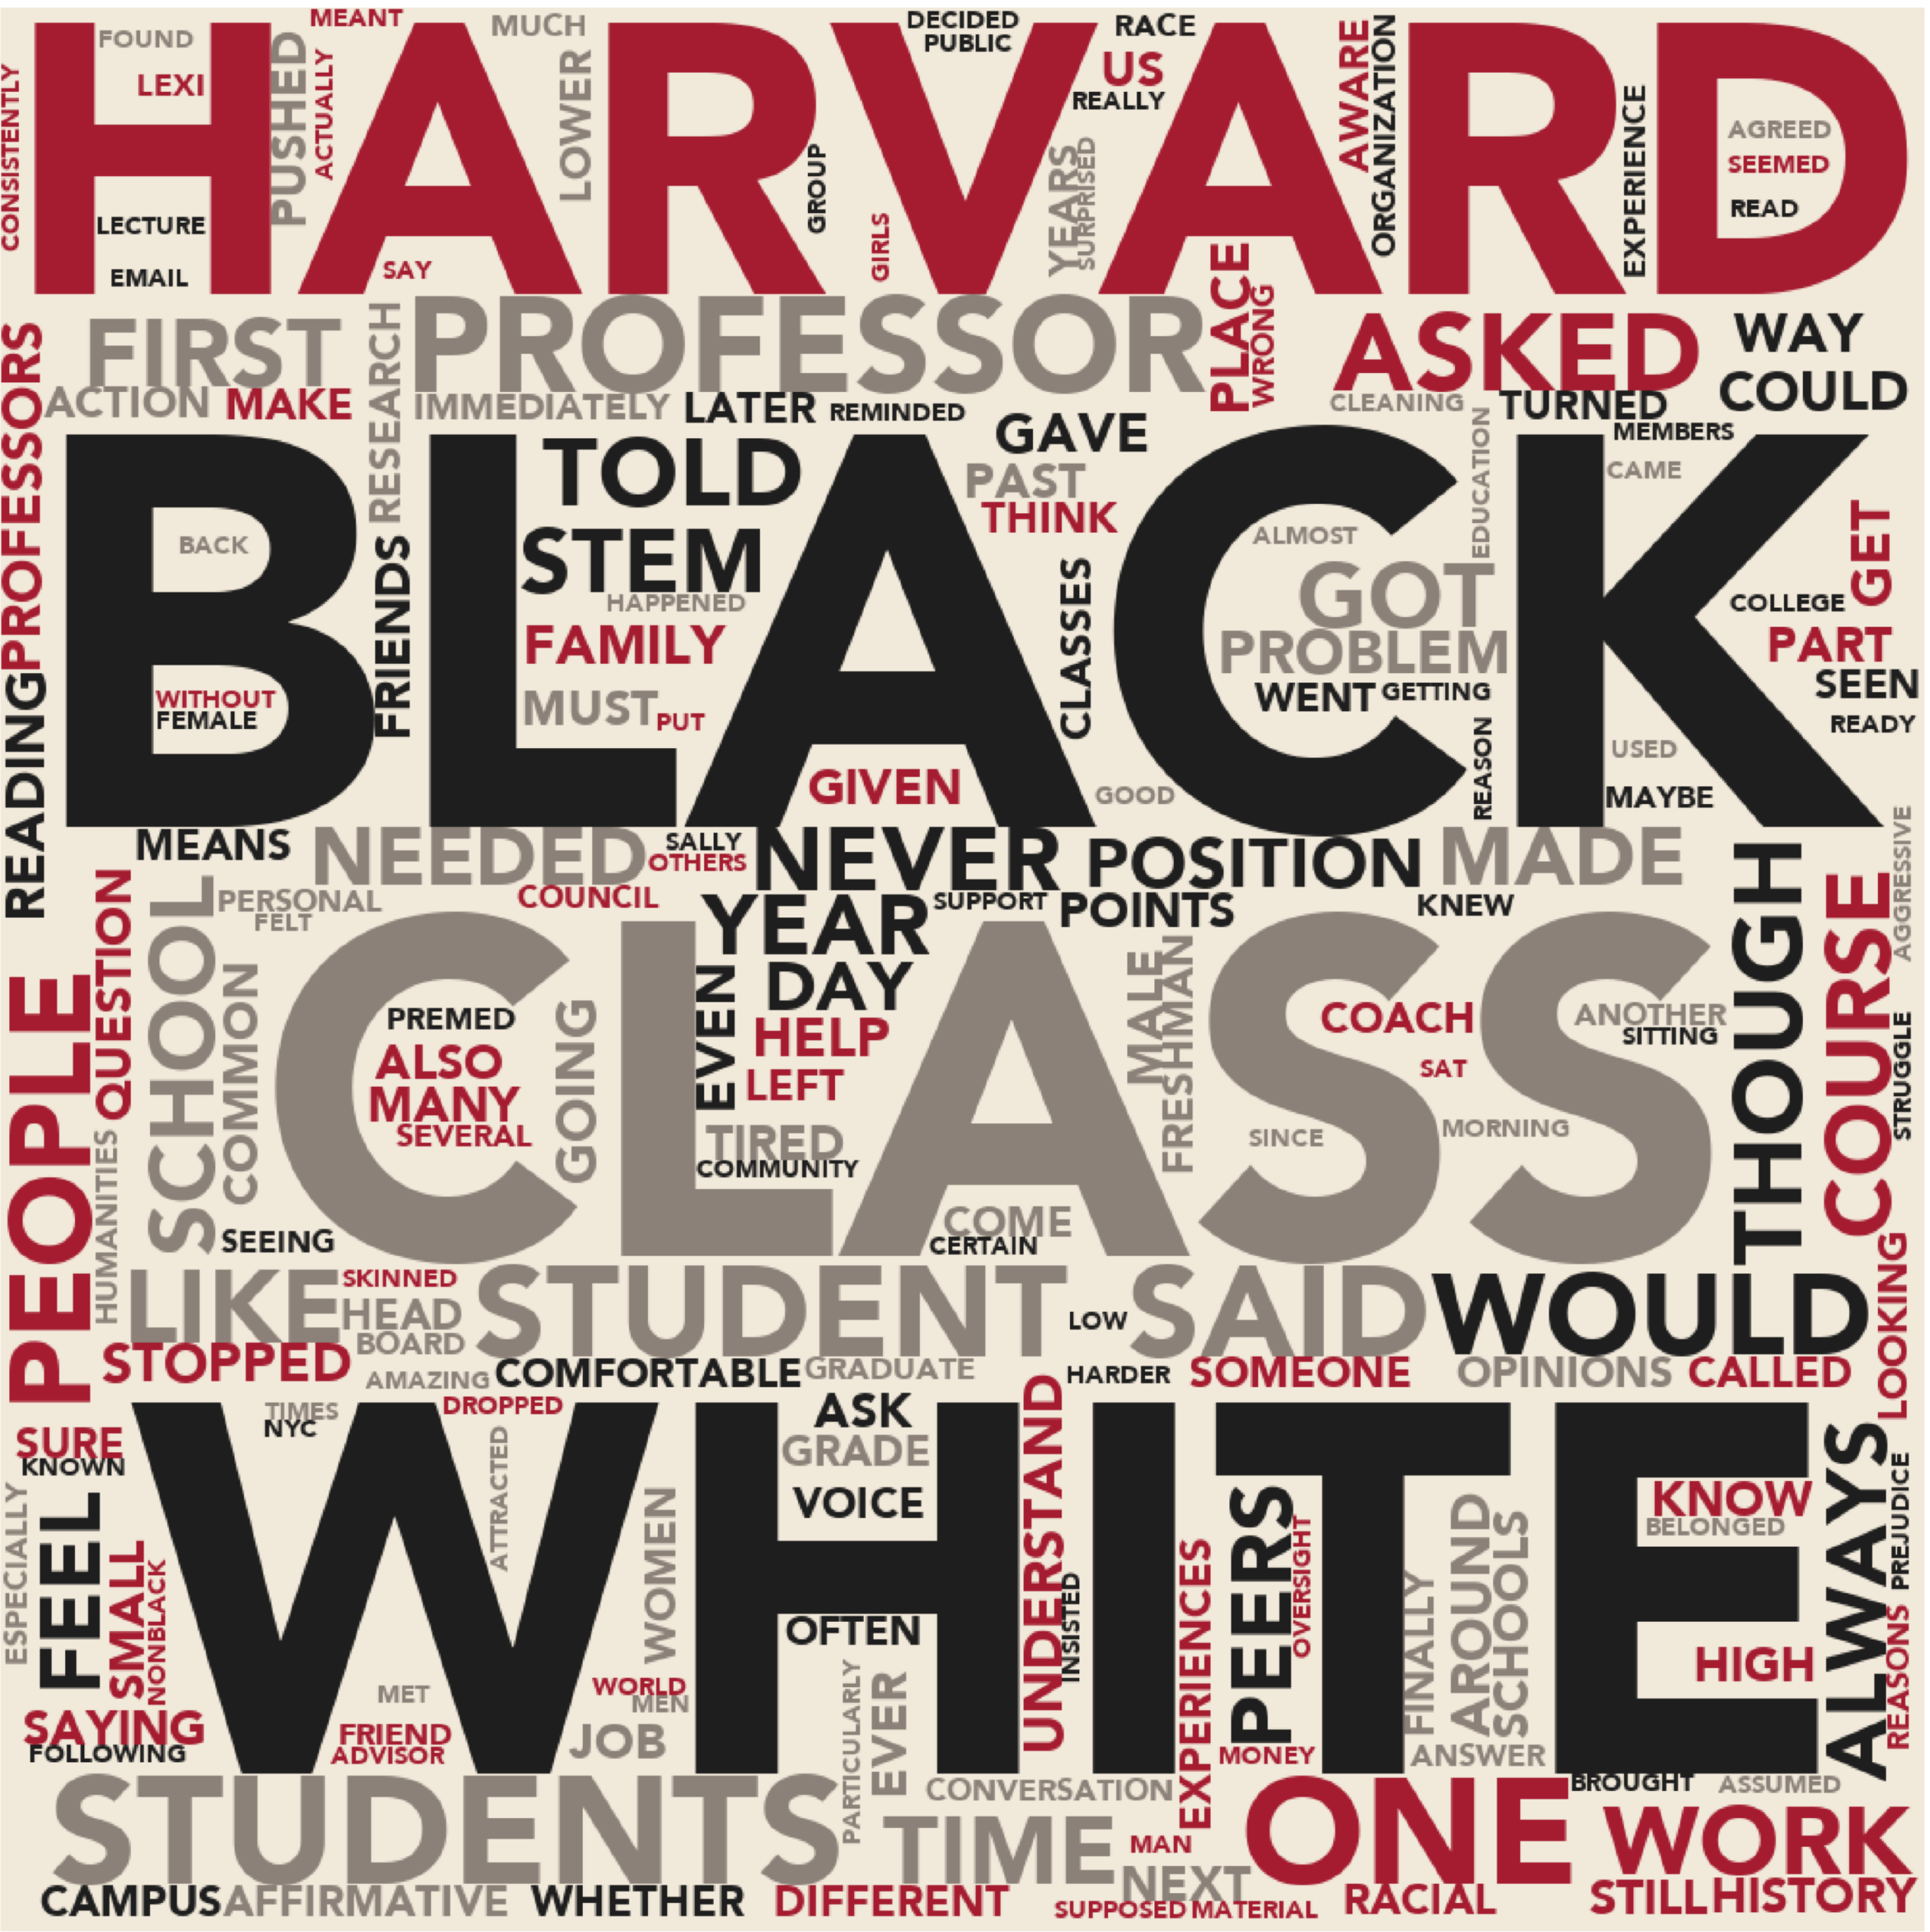 MEANT
MUCH
DECIDED
PUBLIC
RACE
FOUND
LEXI
CONSISTENTLY
HARVARD
PUSHED
ACTUALLY
LOWER
US
REALLY
AWARE
ORGANIZATION
EXPERIENCE
AGREED
SEEMED
READ
LECTURE
EMAIL
SAY
GROUP
GIRLS
YEARS
SURPRISED
PLACE
WRONG
FIRST
RESEARCH
PROFESSOR
ASKED
WAY
COULD
PROFESSORS
ACTION
MAKE
IMMEDIATELY
LATER
REMINDED
CLEANING
TURNED
MEMBERS
GAVE
PAST
THINK
EDUCATION
CAME
BLACK
TOLD
STEM
HAPPENED
FAMILY
MUST
PUT
BACK
FRIENDS
WITHOUT
FEMALE
CLASSES
ALMOST
GOT
PROBLEM
WENT
GETTING
REASON
GET
COLLEGE
PART
SEEN
READY
USED
MAYBE
GIVEN
GOOD
READING
MEANS
NEEDED
SALLY
OTHERS
NEVER
POSITION
MADE
AGGRESSIVE
PERSONAL
FELT
COUNCIL
YEAR
SUPPORT
POINTS
KNEW
THOUGH
COURSE
QUESTION
SCHOOL
COMMON
CLASS
EVEN
DAY
HELP
LEFT
TIRED
COMMUNITY
MALE
FRESHMAN
PREMED
ALSO
MANY
SEVERAL
GOING
COACH
SAT
ANOTHER
SITTING
STRUGGLE
SINCE
MORNING
COME
CERTAIN
PEOPLE
HUMANITIES
SEEING
LIKE
SKINNED
HEAD
BOARD
STUDENT
LOW
SAID
WOULD
LOOKING
STOPPED
AMAZING
COMFORTABLE
GRADUATE
HARDER
SOMEONE
OPINIONS
CALLED
TIMES
NYC
DROPPED
ASK
GRADE
VOICE
UNDERSTAND
INSISTED
SURE
KNOWN
WHITE
ESPECIALLY
FEEL
SMALL
NONBLACK
ATTRACTED
WOMEN
OFTEN
EXPERIENCES
PEERS
OVERSIGHT
FINALLY
AROUND
SCHOOLS
KNOW
BELONGED
HIGH
ALWAYS
PREJUDICE
REASONS
MET
WORLD
MEN
JOB
FRIEND
ADVISOR
SAYING
FOLLOWING
PARTICULARLY
EVER
MONEY
ANSWER
STUDENTS
CONVERSATION
TIME
MAN
NEXT
ONE
BROUGHT
ASSUMED
WORK
CAMPUS
AFFIRMATIVE
WHETHER
DIFFERENT
SUPPOSED
MATERIAL
RACIAL
STILL
HISTORY